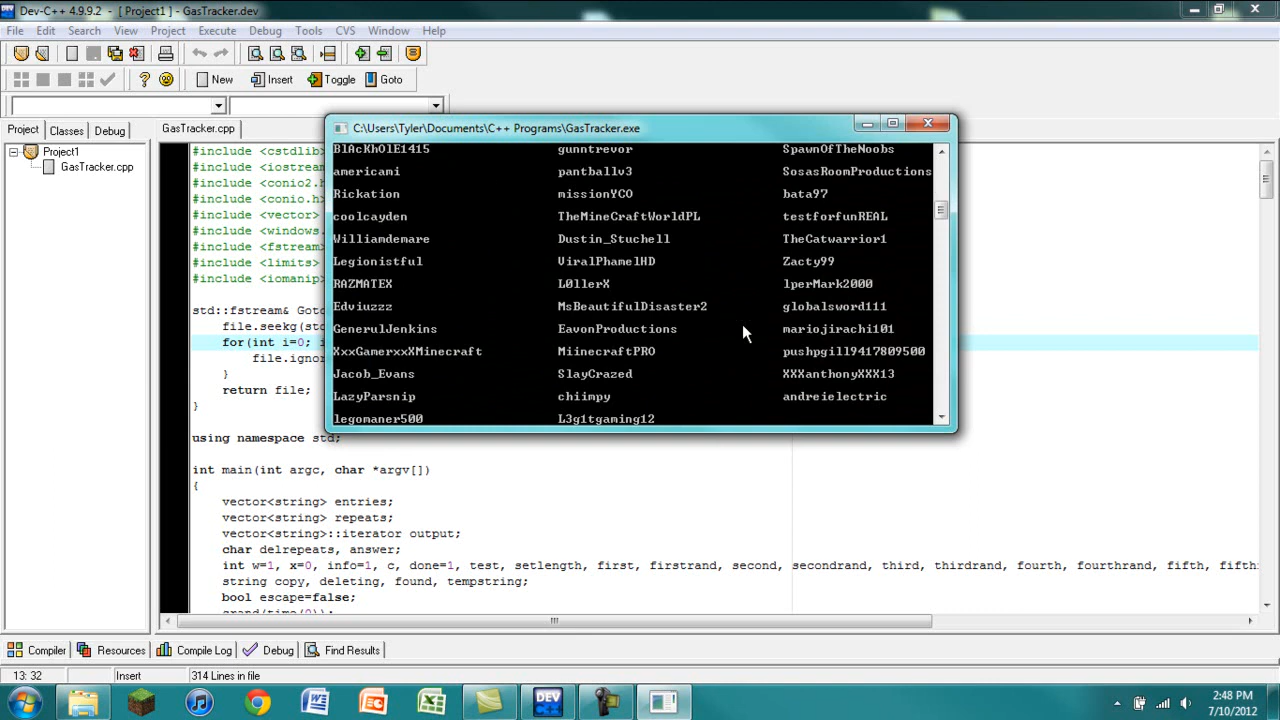 Dev-C++ 4.9.9.2 - [ Project1 ] - GasTracker.dev
File Edit Search View Project Execute Debug Tools CVS Window Help
New Insert Toggle Goto
Project Classes Debug
GasTracker.cpp
Project1
GasTracker.cpp
#include <cstdlib>
#include <iostream
#include <conio2.h
#include <conio.h>
#include <vector>
#include <windows.
#include <fstream>
#include <limits>
#include <iomanip>
std::fstream& Goto
file.seekg(std
for(int i=0; i
file.ignor
}
return file;
}
using namespace std;
int main(int argc, char *argv[])
{
vector<string> entries;
vector<string> repeats;
vector<string>::iterator output;
char delrepeats, answer;
int w=1, x=0, info=1, c, done=1, test, setlength, first, firstrand, second, secondrand, third, thirdrand, fourth, fourthrand, fifth, fifth
string copy, deleting, found, tempstring;
bool escape=false;
srand(time(0));
C:\Users\Tyler\Documents\C++ Programs\GasTracker.exe
BlAcKhOlE1415 gunntrevor SpawnOfTheNoobs
americami pantballv3 SosasRoomProductions
Rickation missionYCO bata97
coolcayden TheMineCraftWorldPL testforfunREAL
Williamdemare Dustin_Stuchell TheCatwarrior1
Legionistful ViralPhamelHD Zacty99
RAZMATEX L0llerX lperMark2000
Edviuzzz MsBeautifulDisaster2 globalsword111
GenerulJenkins EavonProductions mariojirachi101
XxxGamerxxXMinecraft MiinecraftPRO pushpgill9417809500
Jacob_Evans SlayCrazed XXXanthonyXXX13
LazyParsnip chiimpy andreielectric
legomaner500 L3g1tgaming12
Compiler Resources Compile Log Debug Find Results
13: 32 Insert 314 Lines in file
2:48 PM
7/10/2012